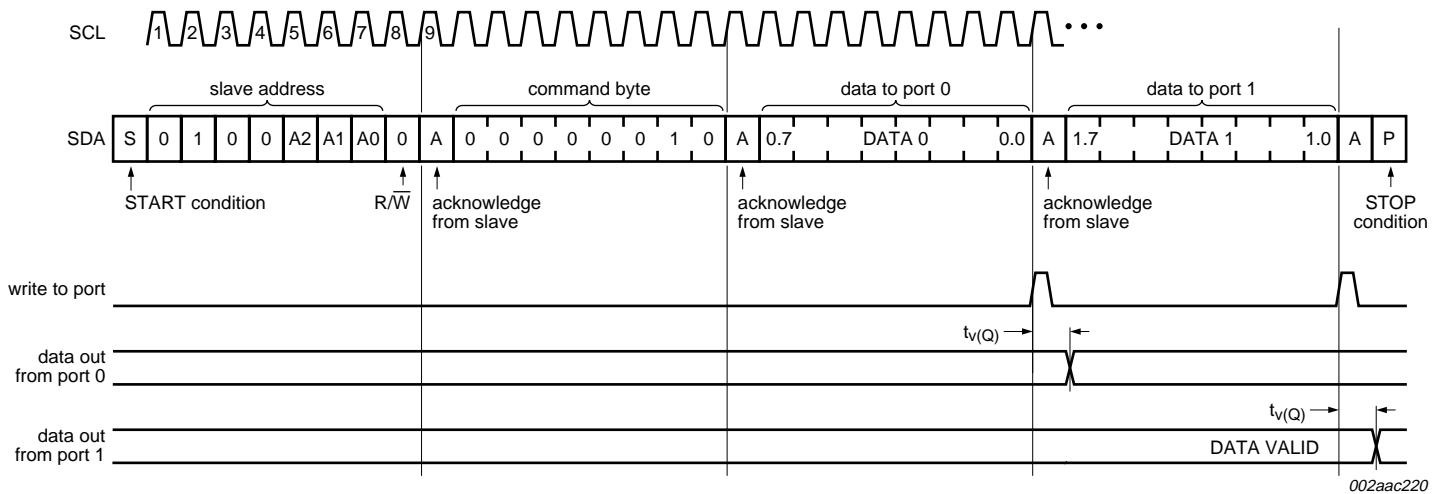 SCL 1 2 3 4 5 6 7 8 9
slave address command byte data to port 0 data to port 1
SDA S 0 1 0 0 A2 A1 A0 0 A 0 0 0 0 0 0 1 0 A 0.7 DATA 0 0.0 A 1.7 DATA 1 1.0 A P
START condition R/W̅ acknowledge from slave acknowledge from slave acknowledge from slave STOP condition
write to port
tv(Q)
data out
from port 0
tv(Q)
data out
from port 1 DATA VALID
002aac220